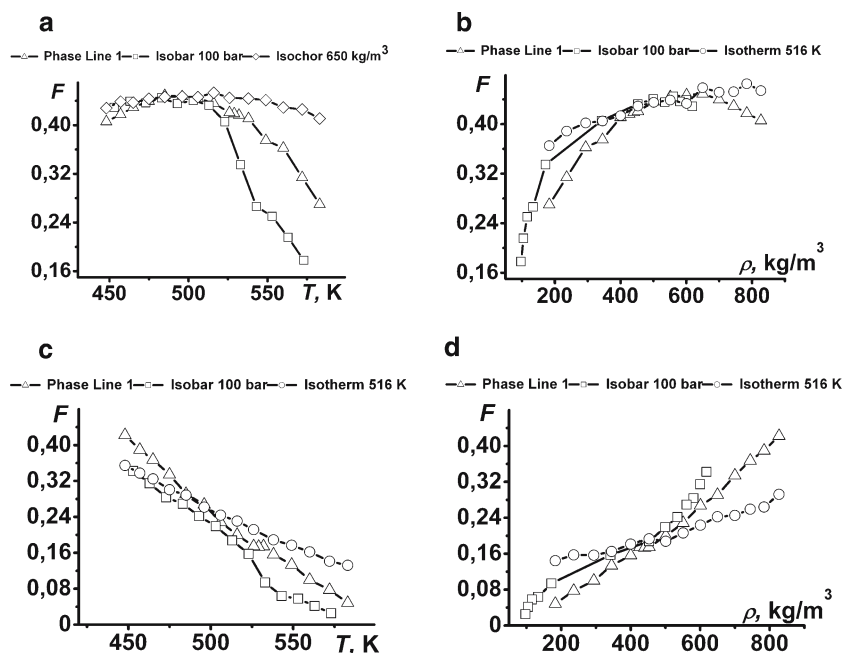 a
Phase Line 1 Isobar 100 bar Isochor 650 kg/m³
F
0,40
0,32
0,24
0,16
450 500 550 T, K
b
Phase Line 1 Isobar 100 bar Isotherm 516 K
F
0,40
0,32
0,24
0,16
ρ, kg/m³
200 400 600 800
c
Phase Line 1 Isobar 100 bar Isotherm 516 K
F
0,40
0,32
0,24
0,16
0,08
0
450 500 550 T, K
d
Phase Line 1 Isobar 100 bar Isotherm 516 K
F
0,40
0,32
0,24
0,16
0,08
0
ρ, kg/m³
200 400 600 800